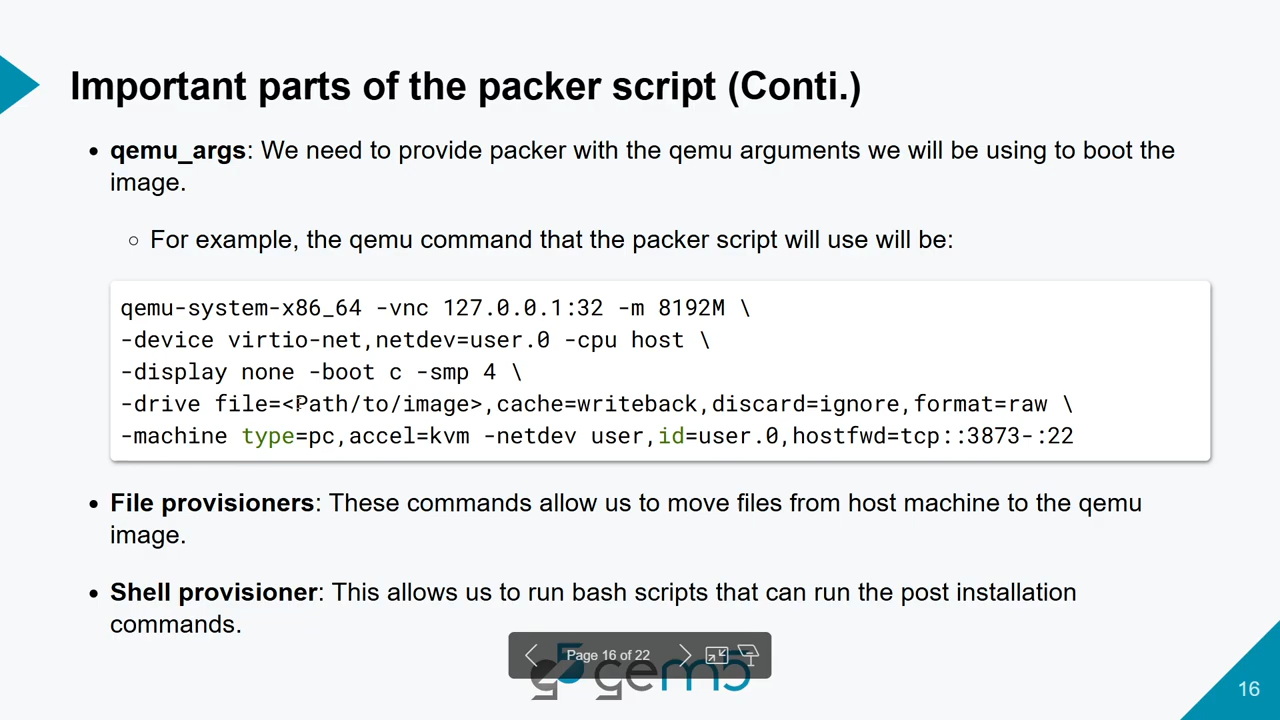 Important parts of the packer script (Conti.)
qemu_args: We need to provide packer with the qemu arguments we will be using to boot the
image.
For example, the qemu command that the packer script will use will be:
qemu-system-x86_64 -vnc 127.0.0.1:32 -m 8192M \
-device virtio-net,netdev=user.0 -cpu host \
-display none -boot c -smp 4 \
-drive file=<Path/to/image>,cache=writeback,discard=ignore,format=raw \
-machine type=pc,accel=kvm -netdev user,id=user.0,hostfwd=tcp::3873-:22
File provisioners: These commands allow us to move files from host machine to the qemu
image.
Shell provisioner: This allows us to run bash scripts that can run the post installation
commands.
Page 16 of 22
gem5
16